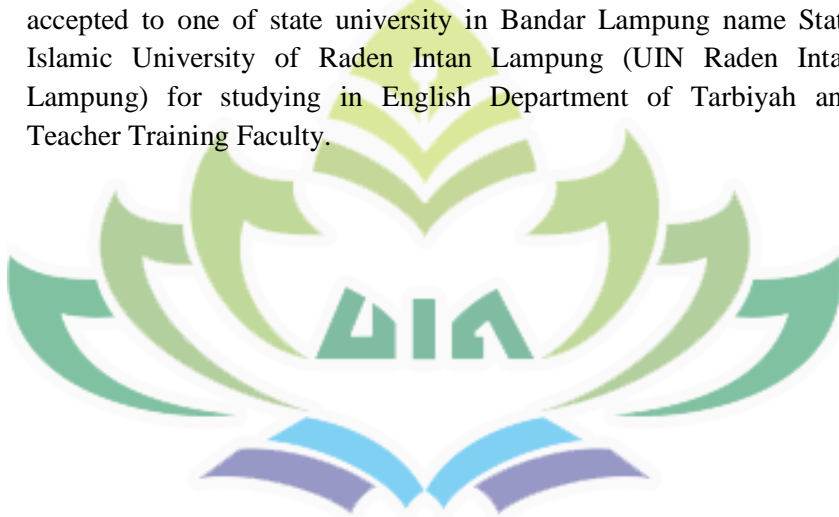 accepted to one of state university in Bandar Lampung name Stat
Islamic University of Raden Intan Lampung (UIN Raden Inta
Lampung) for studying in English Department of Tarbiyah an
Teacher Training Faculty.
UIN